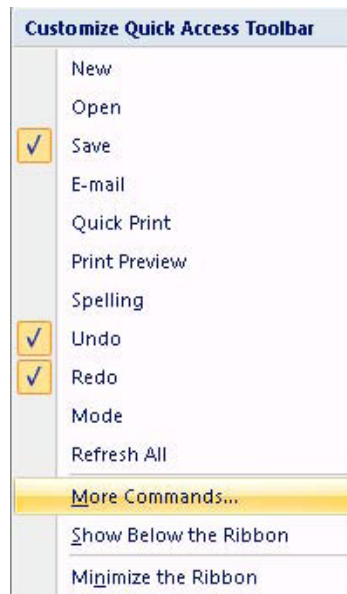 Customize Quick Access Toolbar
New
Open
Save
E-mail
Quick Print
Print Preview
Spelling
Undo
Redo
Mode
Refresh All
More Commands...
Show Below the Ribbon
Minimize the Ribbon